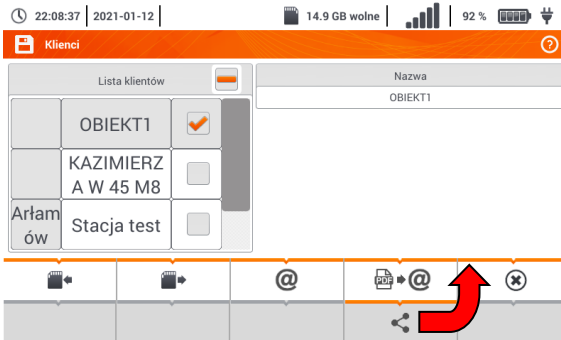 22:08:37 2021-01-12 14.9 GB wolne 92 %
Klienci ?
Lista klientów
Nazwa
OBIEKT1
OBIEKT1
KAZIMIERZ
A W 45 M8
Arłam
ów
Stacja test
@ PDF @